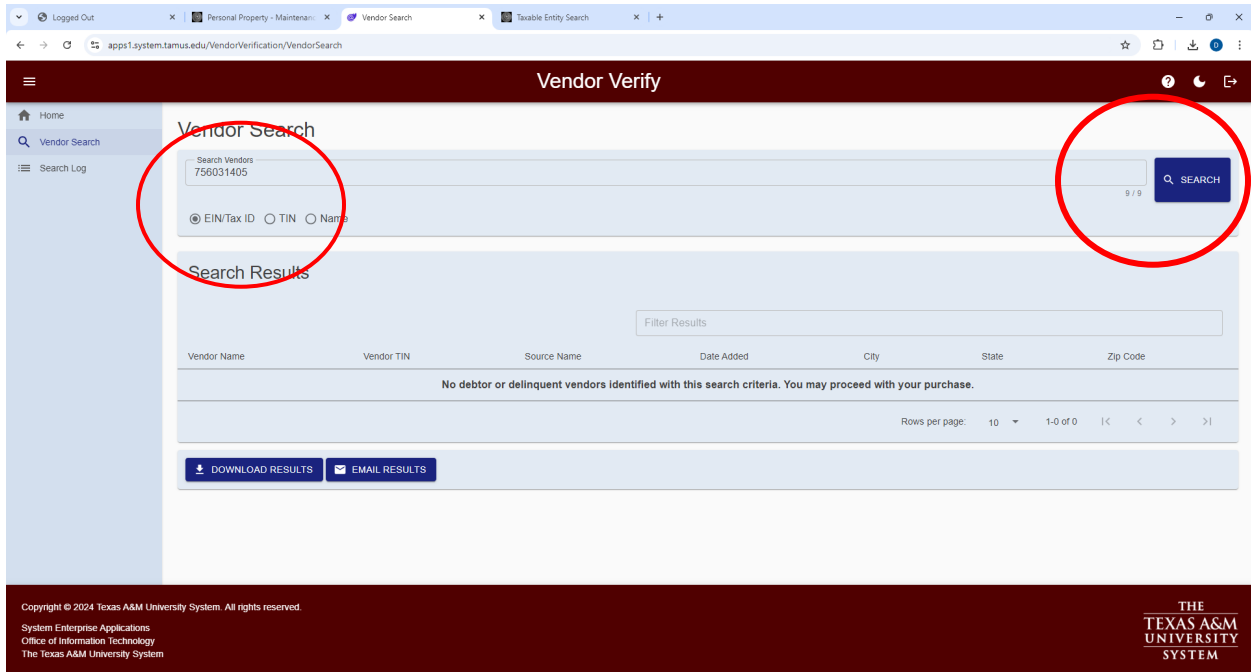 Logged Out
Personal Property - Maintenanc
Vendor Search
Taxable Entity Search
apps1.system.tamus.edu/VendorVerification/VendorSearch
D
Vendor Verify
Home
Vendor Search
Search Log
Vendor Search
Search Vendors
756031405
SEARCH
9 / 9
EIN/Tax ID TIN Name
Search Results
Filter Results
Vendor Name Vendor TIN Source Name Date Added City State Zip Code
No debtor or delinquent vendors identified with this search criteria. You may proceed with your purchase.
Rows per page: 10 1-0 of 0
DOWNLOAD RESULTS EMAIL RESULTS
Copyright © 2024 Texas A&M University System. All rights reserved.
System Enterprise Applications
Office of Information Technology
The Texas A&M University System
THE
TEXAS A&M
UNIVERSITY
SYSTEM